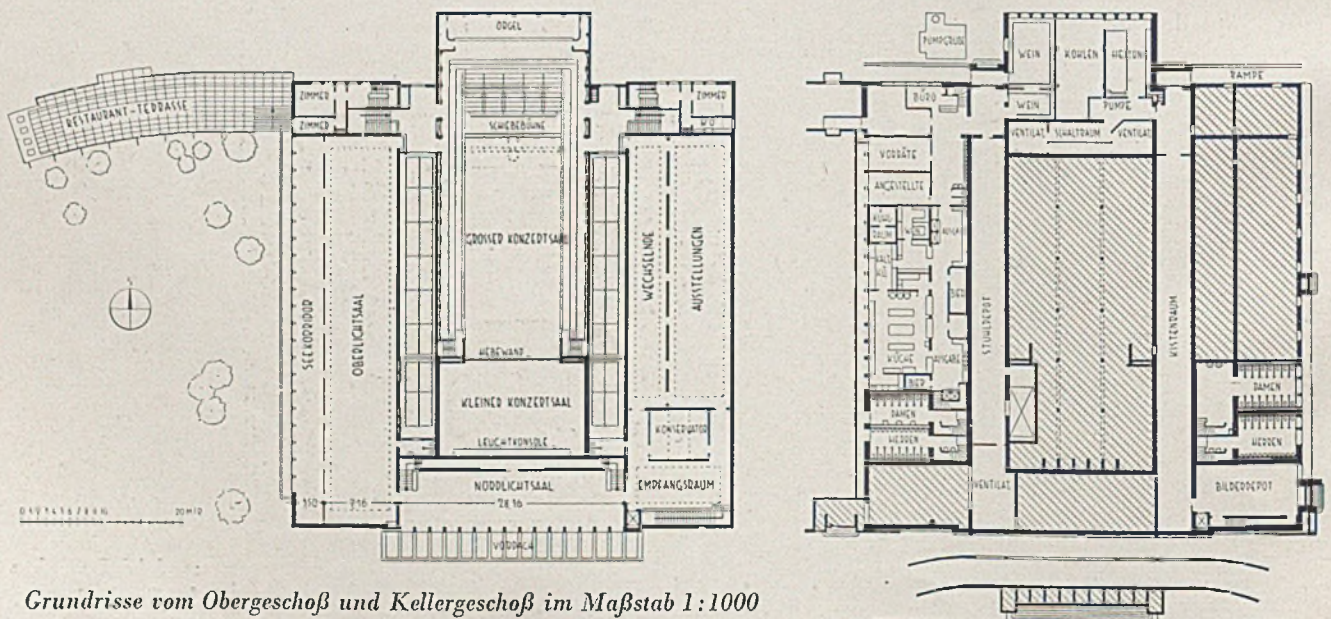 ORGEL
RESTAURANT-TERRASSE
ZIMMER
ZIMMER
ZIMMER
SCHIEBEBÜHNE
GROSSER KONZERTSAAL
SEEKORRIDOR
OBERLICHTSAAL
WECHSELNDE
AUSSTELLUNGEN
HEBEWAND
KLEINER KONZERTSAAL
KONSERVATOR
LEUCHTKONSOLE
NORDLICHTSAAL
EMPFANGSRAUM
28.16
VORDACH
20 MTR
PUMPGRUBE
WEIN
KOHLEN
HEIZUNG
RAMPE
BÜRO
WEIN
PUMPE
VENTILAT.
SCHALTRAUM
VENTILAT.
VORRÄTE
ANGESTELLTE
STUHLDEPOT
KISTENRAUM
KÜCHE
AUSGABE
DAMEN
HERREN
DAMEN
HERREN
VENTILAT
BILDERDEPOT
Grundrisse vom Obergeschoß und Kellergeschoß im Maßstab 1:1000